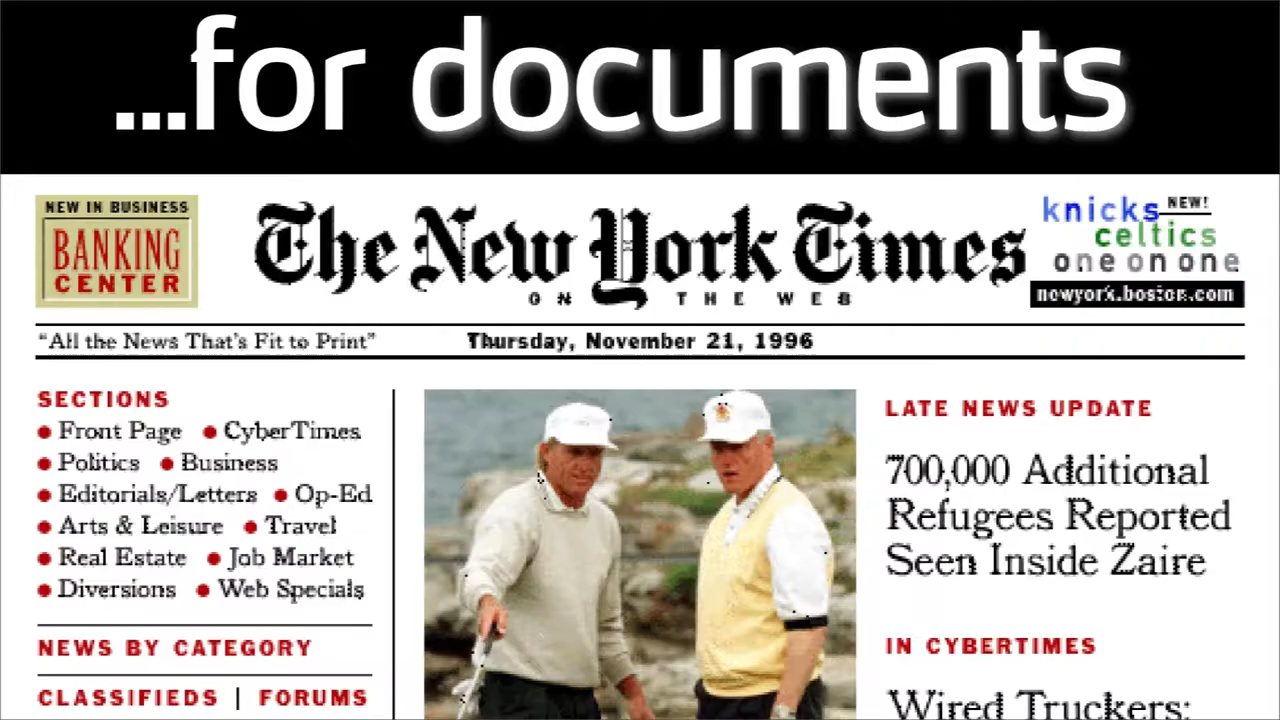 ...for documents
NEW IN BUSINESS
BANKING
CENTER
The New York Times
ON THE WEB
knicks NEW!
celtics
one on one
newyork.boston.com
“All the News That’s Fit to Print”
Thursday, November 21, 1996
SECTIONS
Front Page CyberTimes
Politics Business
Editorials/Letters Op-Ed
Arts & Leisure Travel
Real Estate Job Market
Diversions Web Specials
NEWS BY CATEGORY
CLASSIFIEDS | FORUMS
LATE NEWS UPDATE
700,000 Additional
Refugees Reported
Seen Inside Zaire
IN CYBERTIMES
Wired Truckers: